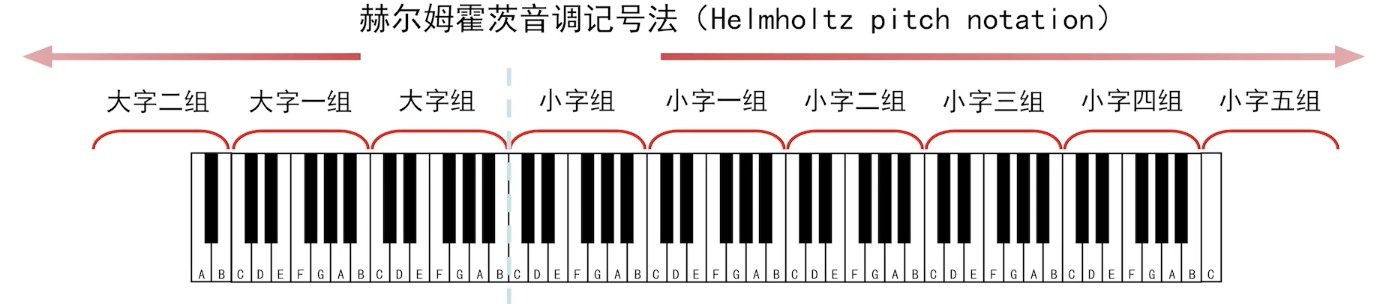 赫尔姆霍茨音调记号法（Helmholtz pitch notation）
大字二组 大字一组 大字组 小字组 小字一组 小字二组 小字三组 小字四组 小字五组
A B C D E F G A B C D E F G A B C D E F G A B C D E F G A B C D E F G A B C D E F G A B C D E F G A B C